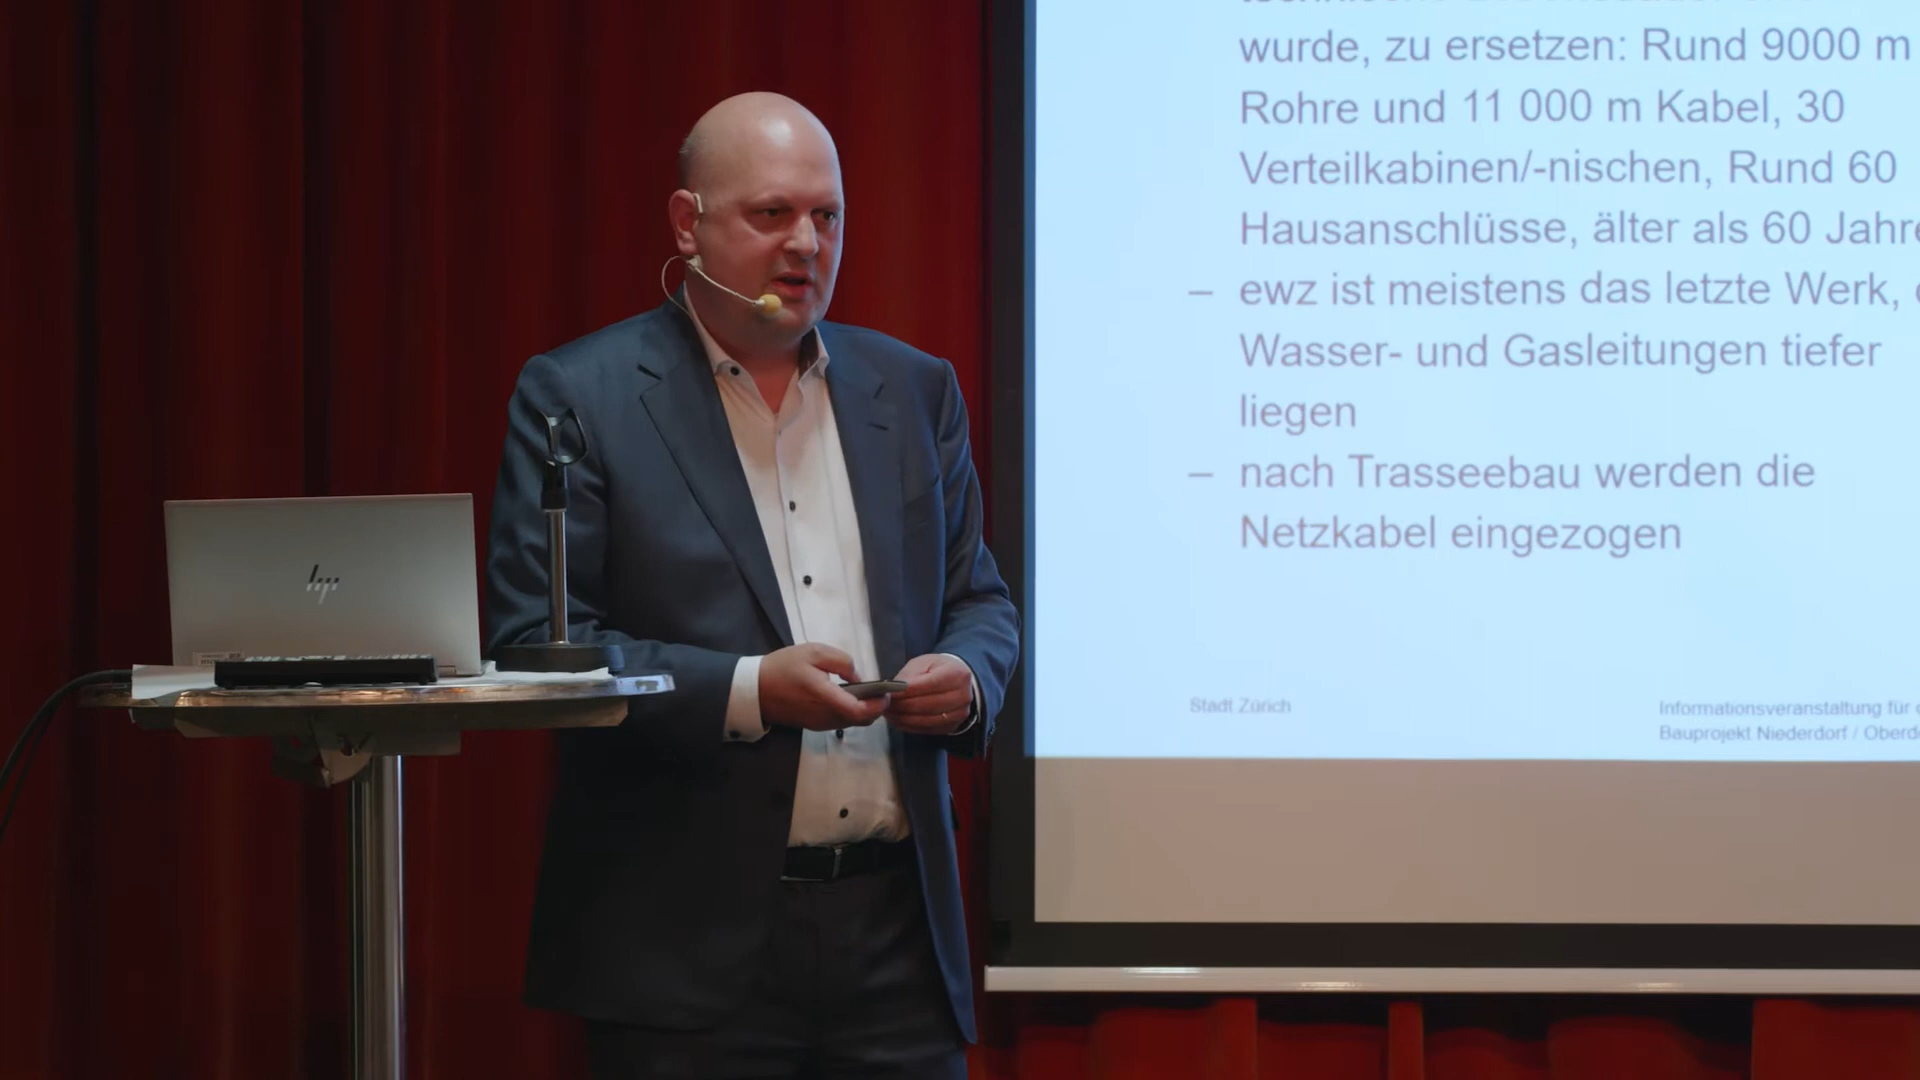 wurde, zu ersetzen: Rund 9000 m
Rohre und 11 000 m Kabel, 30
Verteilkabinen/-nischen, Rund 60
Hausanschlüsse, älter als 60 Jahre
– ewz ist meistens das letzte Werk,
Wasser- und Gasleitungen tiefer
liegen
– nach Trasseebau werden die
Netzkabel eingezogen
Stadt Zürich
Informationsveranstaltung für
Bauprojekt Niederdorf / Oberd
hp